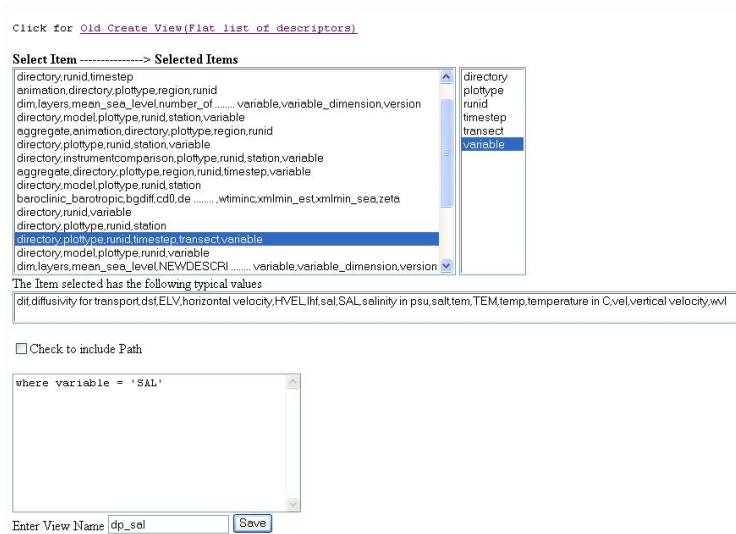 Click for Old Create View(Flat list of descriptors)
Select Item ---------------> Selected Items
directory,runid,timestep
animation,directory,plottype,region,runid
dim,layers,mean_sea_level,number_of ........ variable,variable_dimension,version
directory,model,plottype,runid,station,variable
aggregate,animation,directory,plottype,region,runid
directory,plottype,runid,station,variable
directory,instrumentcomparison,plottype,runid,station,variable
aggregate,directory,plottype,region,runid,timestep,variable
directory,model,plottype,runid,station
baroclinic_barotropic,bgdiff,cd0,de ........ ,wtiminc,xmlmin_est,xmlmin_sea,zeta
directory,runid,variable
directory,plottype,runid,station
directory,plottype,runid,timestep,transect,variable
directory,model,plottype,runid,variable
dim,layers,mean_sea_level,NEWDESCRI ........ variable,variable_dimension,version
directory
plottype
runid
timestep
transect
variable
The Item selected has the following typical values
dif,diffusivity for transport,dsf,ELV,horizontal velocity,HVEL,lhf,sal,SAL,salinity in psu,salt,tem,TEM,temp,temperature in C,vel,vertical velocity,wvl
Check to include Path
where variable = 'SAL'
Enter View Name dp_sal Save